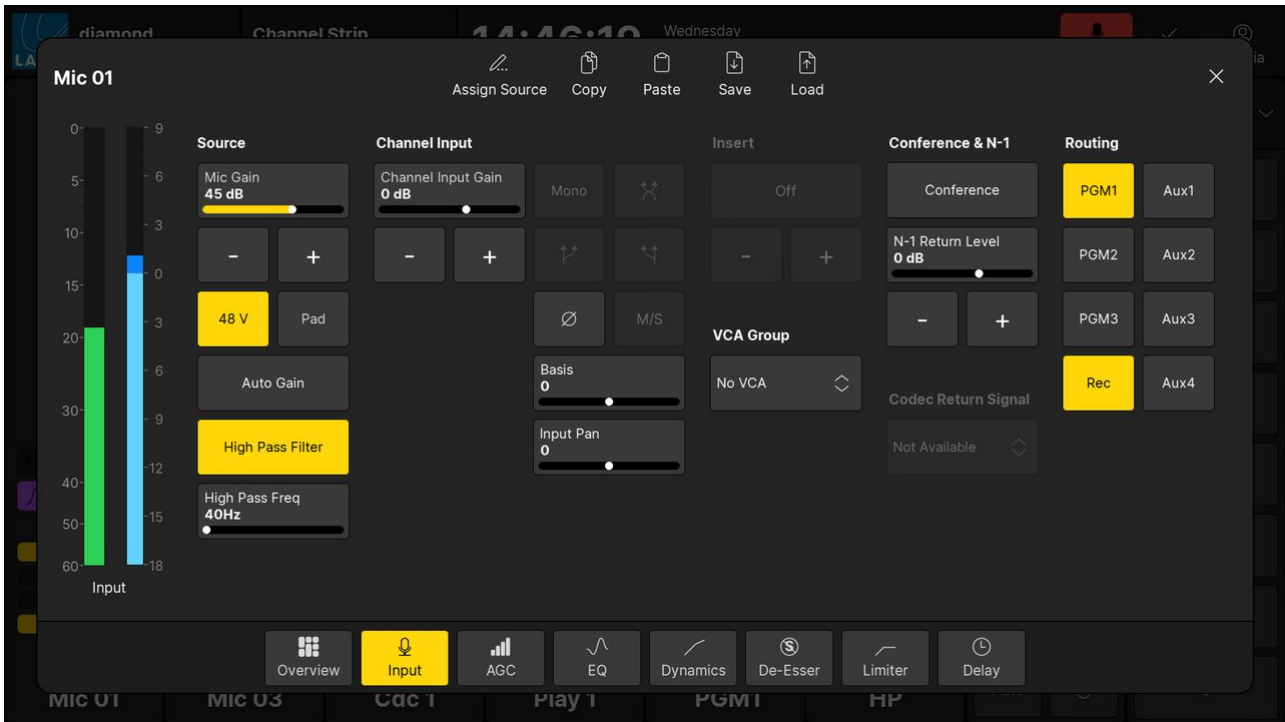 diamond
Channel Strip
14:46:19
Wednesday
LA
ia
Mic 01
Assign Source
Copy
Paste
Save
Load
0
5
10
15
20
30
40
50
60
9
6
3
0
3
6
9
-12
-15
-18
Input
Source
Mic Gain
45 dB
-
+
48 V
Pad
Auto Gain
High Pass Filter
High Pass Freq
40Hz
Channel Input
Channel Input Gain
0 dB
-
+
Mono
Ø
M/S
Basis
0
Input Pan
0
Insert
Off
-
+
VCA Group
No VCA
Conference & N-1
Conference
N-1 Return Level
0 dB
-
+
Codec Return Signal
Not Available
Routing
PGM1
Aux1
PGM2
Aux2
PGM3
Aux3
Rec
Aux4
Overview
Input
AGC
EQ
Dynamics
De-Esser
Limiter
Delay
Mic 01
Mic 03
Cdc 1
Play 1
PGM1
HP